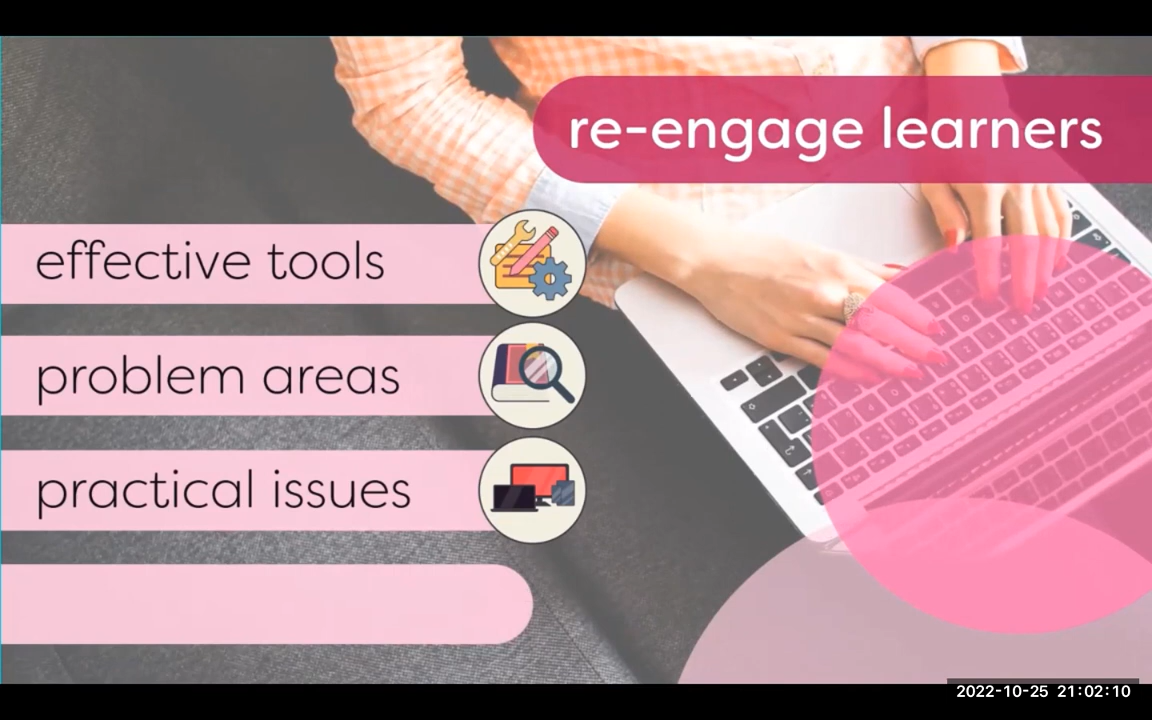 re-engage learners
effective tools
problem areas
practical issues
2022-10-25 21:02:10